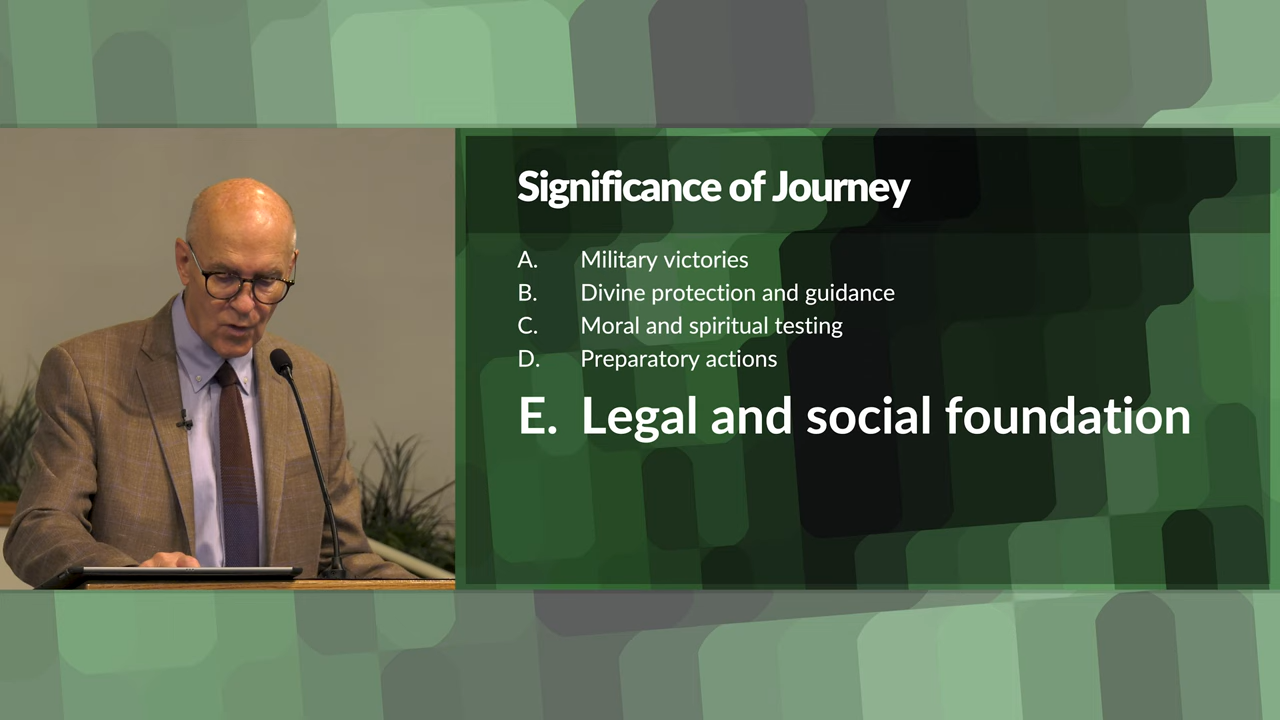 Significance of Journey
A. Military victories
B. Divine protection and guidance
C. Moral and spiritual testing
D. Preparatory actions
E. Legal and social foundation